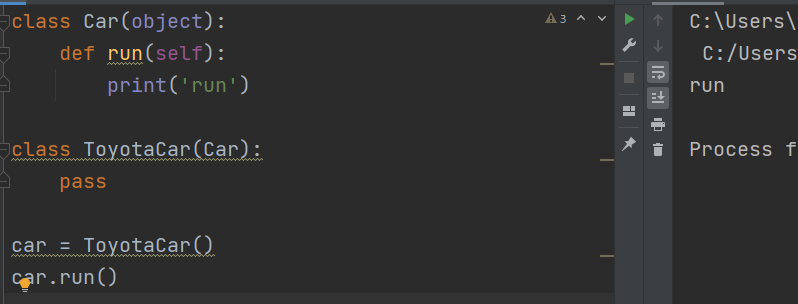 class Car(object):
    def run(self):
        print('run')
class ToyotaCar(Car):
    pass
car = ToyotaCar()
car.run()
3
C:\Users\
C:/Users
run
Process f